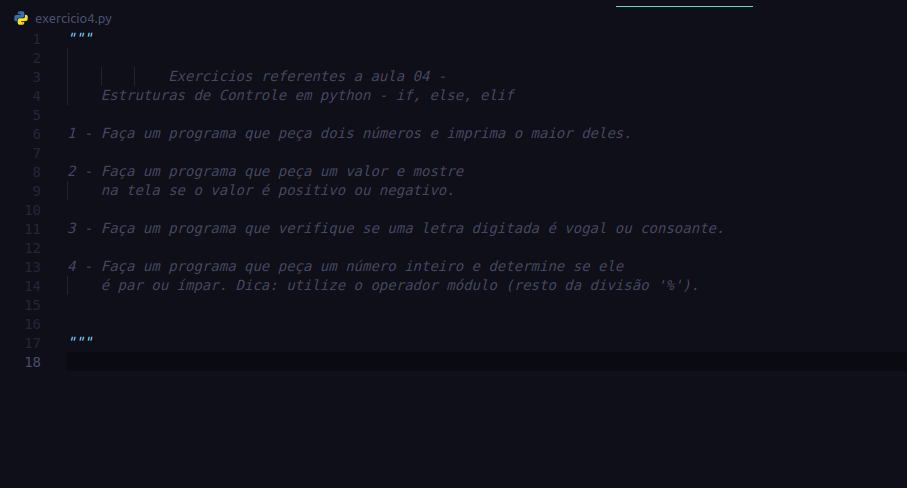 exercicio4.py
1 """
2
3 Exercicios referentes a aula 04 -
4 Estruturas de Controle em python - if, else, elif
5
6 1 - Faça um programa que peça dois números e imprima o maior deles.
7
8 2 - Faça um programa que peça um valor e mostre
9 na tela se o valor é positivo ou negativo.
10
11 3 - Faça um programa que verifique se uma letra digitada é vogal ou consoante.
12
13 4 - Faça um programa que peça um número inteiro e determine se ele
14 é par ou ímpar. Dica: utilize o operador módulo (resto da divisão '%').
15
16
17 """
18